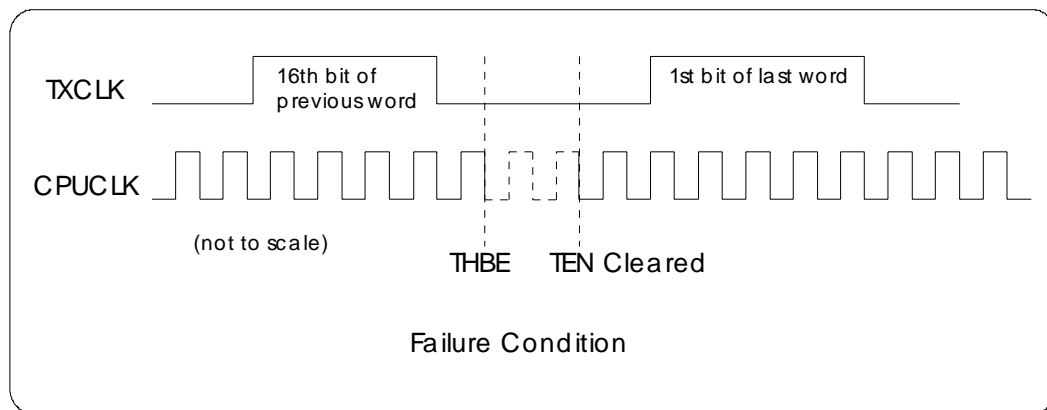 TXCLK
16th bit of
previous word
1st bit of last word
CPUCLK
(not to scale)
THBE
TEN Cleared
Failure Condition